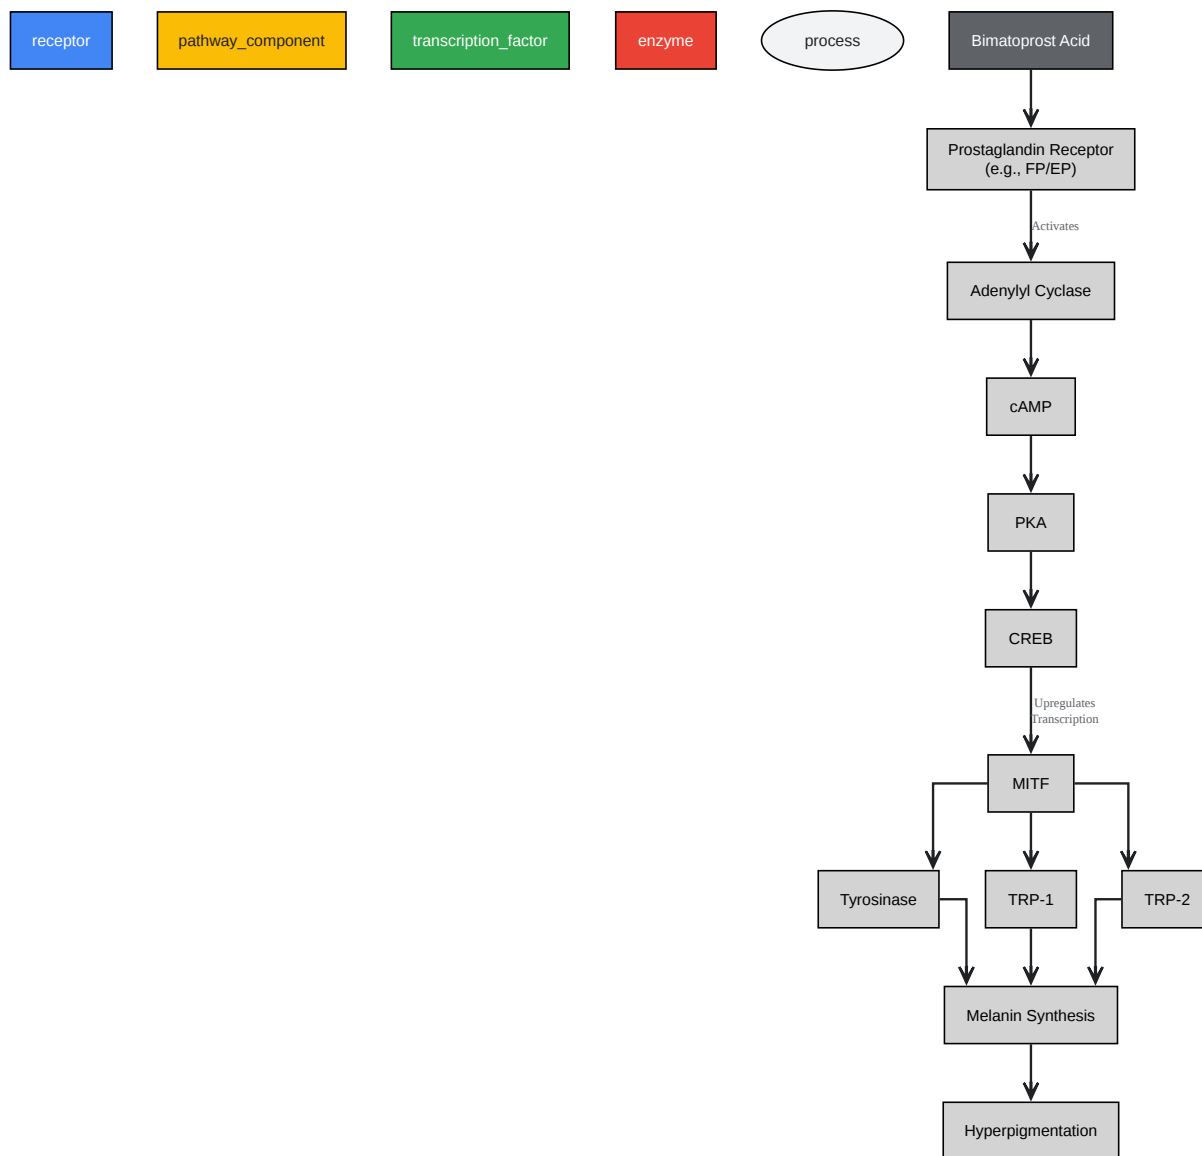 receptor
pathway_component
transcription_factor
enzyme
process
Bimatoprost Acid
Prostaglandin Receptor
(e.g., FP/EP)
Activates
Adenylyl Cyclase
cAMP
PKA
CREB
Upregulates
Transcription
MITF
Tyrosinase
TRP-1
TRP-2
Melanin Synthesis
Hyperpigmentation